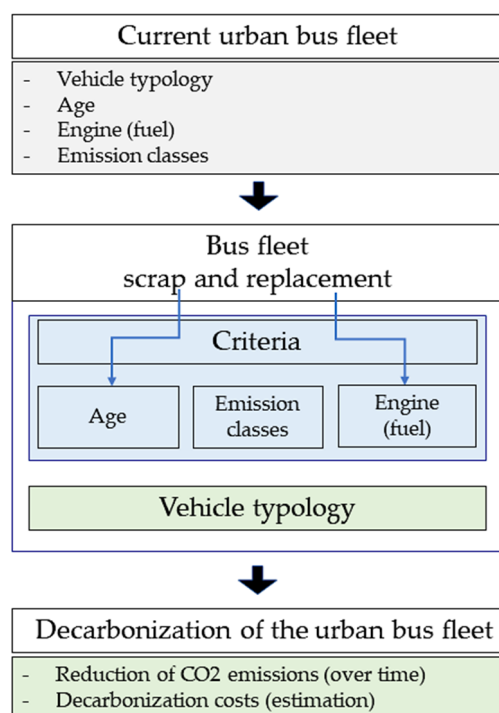 Current urban bus fleet
- Vehicle typology
- Age
- Engine (fuel)
- Emission classes
Bus fleet
scrap and replacement
Criteria
Age
Emission
classes
Engine
(fuel)
Vehicle typology
Decarbonization of the urban bus fleet
- Reduction of CO2 emissions (over time)
- Decarbonization costs (estimation)